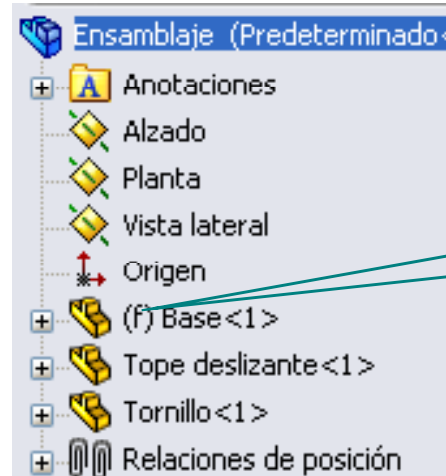 Ensamblaje (Predeterminado<
A Anotaciones
Alzado
Planta
Vista lateral
Origen
(f) Base<1>
Tope deslizante<1>
Tornillo<1>
Relaciones de posición